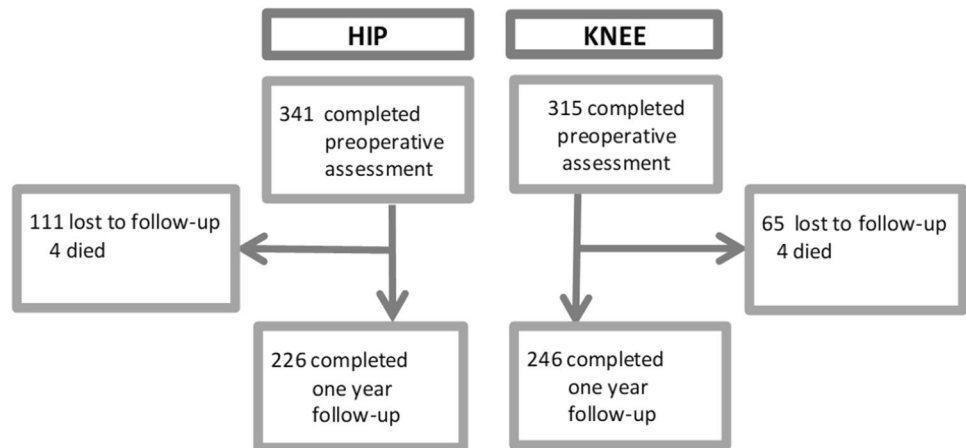 HIP
KNEE
341 completed
preoperative
assessment
315 completed
preoperative
assessment
111 lost to follow-up
4 died
65 lost to follow-up
4 died
226 completed
one year
follow-up
246 completed
one year
follow-up